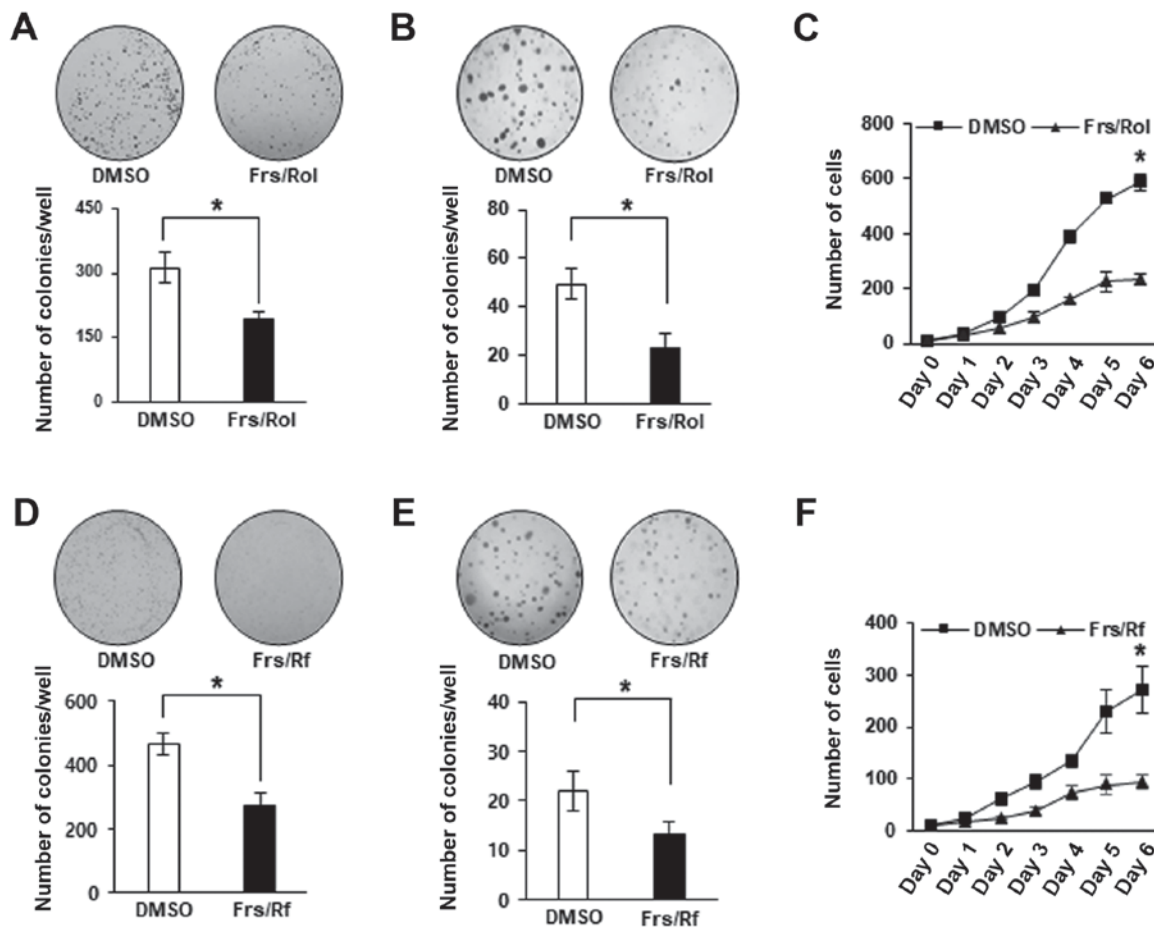 A
DMSO
Frs/Rol
Number of colonies/well
450
300
150
0
*
DMSO
Frs/Rol
B
DMSO
Frs/Rol
Number of colonies/well
80
60
40
20
0
*
DMSO
Frs/Rol
C
DMSO
Frs/Rol
Number of cells
800
600
400
200
0
*
Day 0
Day 1
Day 2
Day 3
Day 4
Day 5
Day 6
D
DMSO
Frs/Rf
Number of colonies/well
600
400
200
0
*
DMSO
Frs/Rf
E
DMSO
Frs/Rf
Number of colonies/well
40
30
20
10
0
*
DMSO
Frs/Rf
F
DMSO
Frs/Rf
Number of cells
400
300
200
100
0
*
Day 0
Day 1
Day 2
Day 3
Day 4
Day 5
Day 6